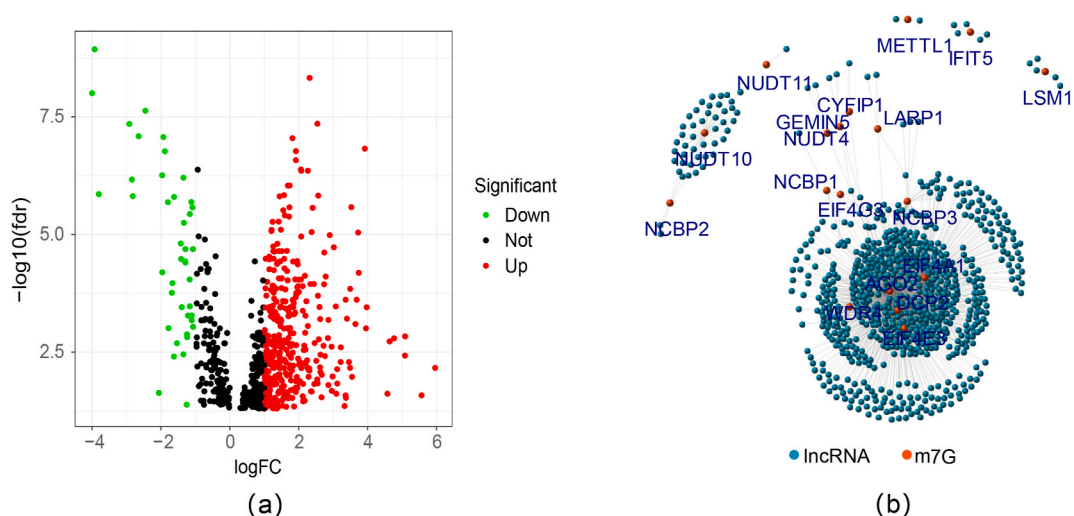 7.5
5.0
2.5
−log10(fdr)
−4
−2
0
2
4
6
logFC
Significant
Down
Not
Up
(a)
METTL1
IFIT5
NUDT11
LSM1
CYFIP1
GEMIN5
LARP1
NUDT4
NUDT10
NCBP1
EIF4G3
NCBP3
NCBP2
EIF4A1
AGO2
DCP2
WDR4
EIF4E3
lncRNA
m7G
(b)